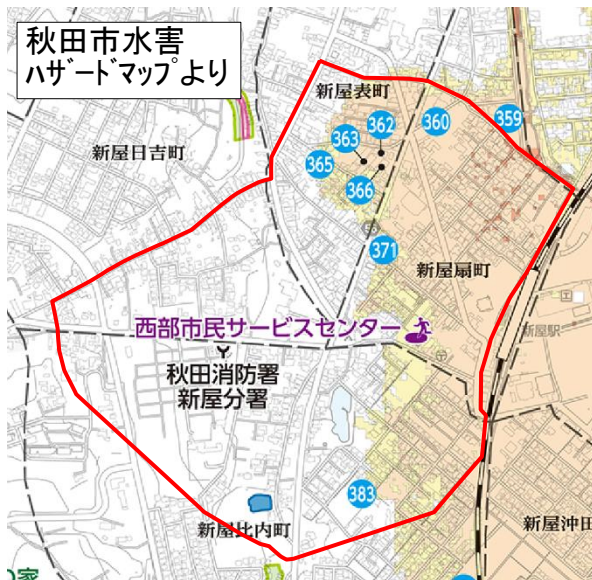 秋田市水害
ﾊｻﾞｰﾄﾞﾏｯﾌﾟより
新屋表町
362
360
359
363
新屋日吉町
365
366
56
371
新屋扇町
西部市民サービスセンター
新屋駅
秋田消防署
新屋分署
383
新屋比内町
新屋沖田
の家